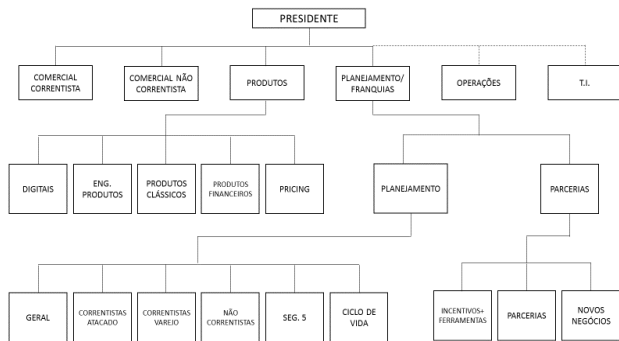 PRESIDENTE
COMERCIAL
CORRENTISTA
COMERCIAL NÃO
CORRENTISTA
PRODUTOS
PLANEJAMENTO/
FRANQUIAS
OPERAÇÕES
T.I.
DIGITAIS
ENG.
PRODUTOS
PRODUTOS
CLÁSSICOS
PRODUTOS
FINANCEIROS
PRICING
PLANEJAMENTO
PARCERIAS
GERAL
CORRENTISTAS
ATACADO
CORRENTISTAS
VAREJO
NÃO
CORRENTISTAS
SEG. 5
CICLO DE
VIDA
INCENTIVOS+
FERRAMENTAS
PARCERIAS
NOVOS
NEGÓCIOS